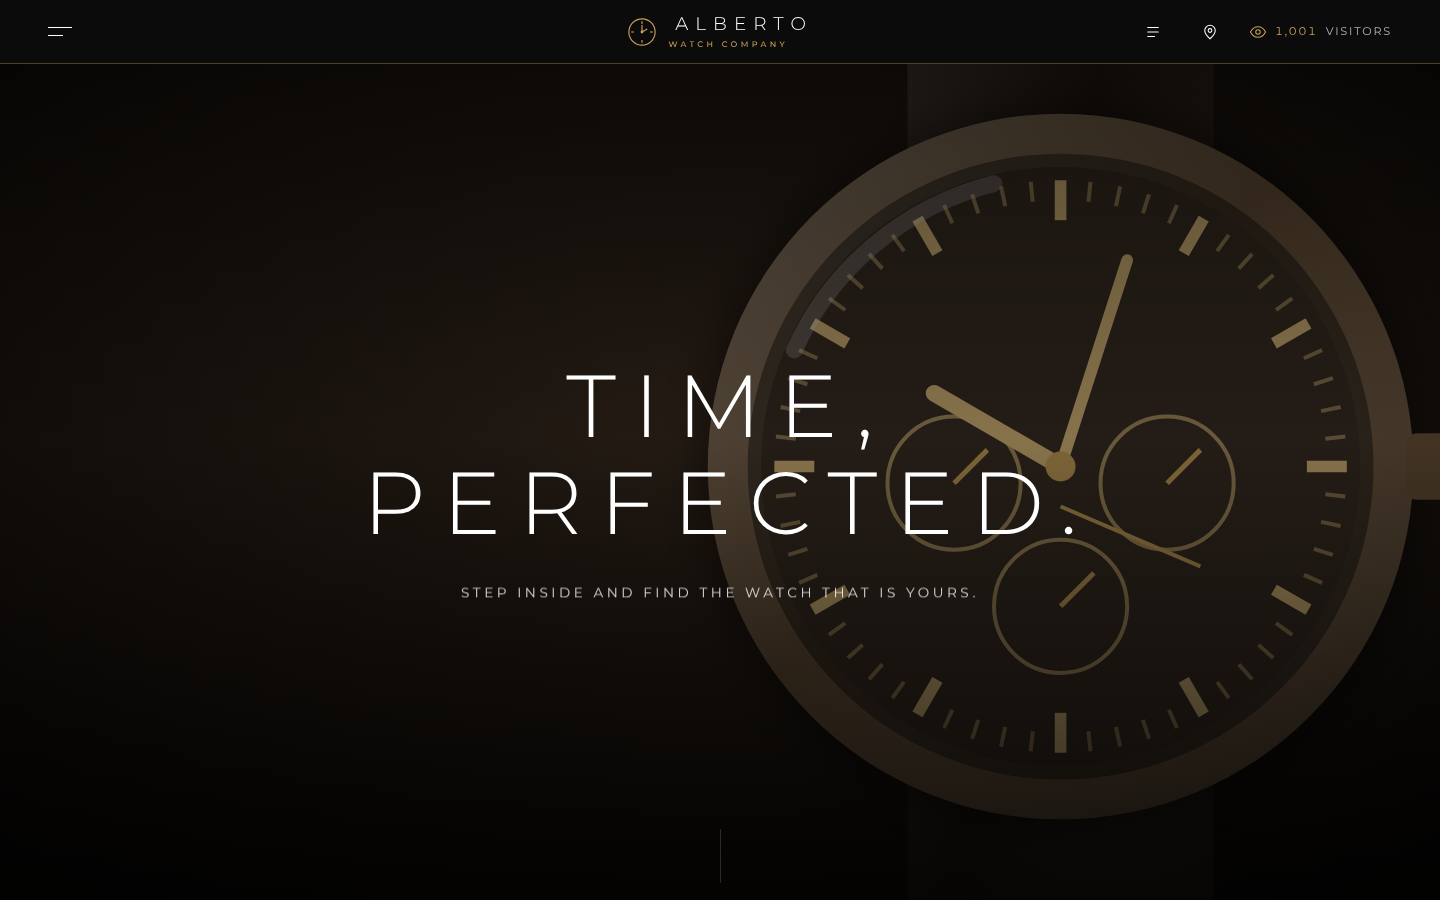 ALBERTO
WATCH COMPANY
1,001 VISITORS
TIME,
PERFECTED.
STEP INSIDE AND FIND THE WATCH THAT IS YOURS.